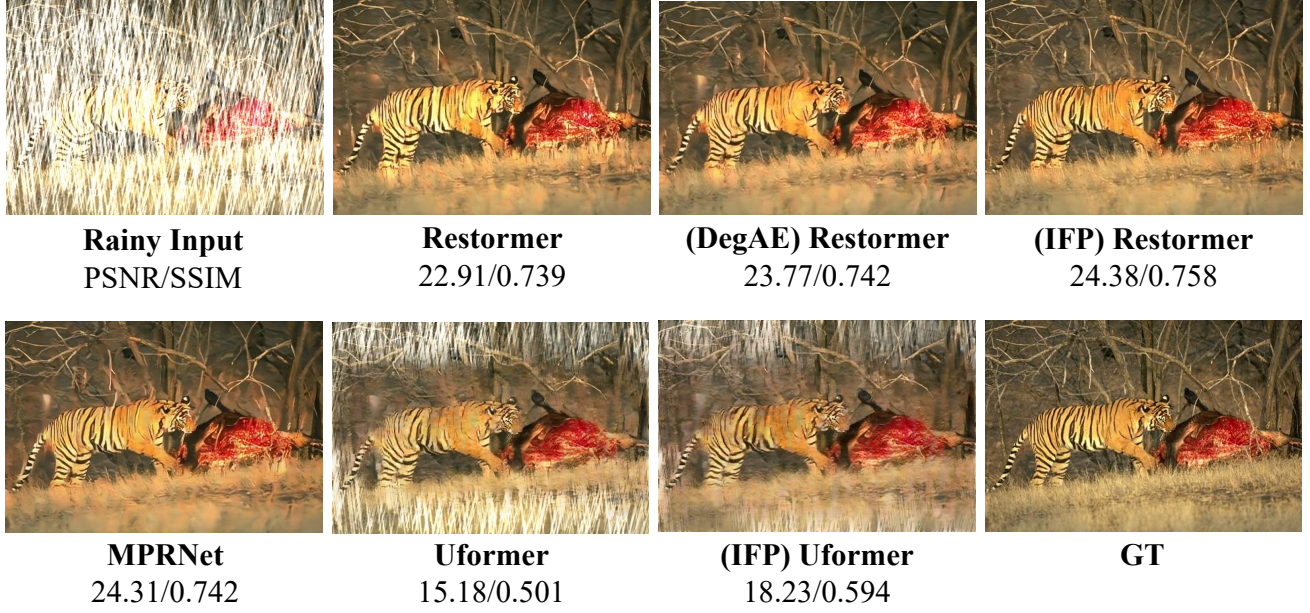 Rainy Input
PSNR/SSIM
Restormer
22.91/0.739
(DegAE) Restormer
23.77/0.742
(IFP) Restormer
24.38/0.758
MPRNet
24.31/0.742
Uformer
15.18/0.501
(IFP) Uformer
18.23/0.594
GT